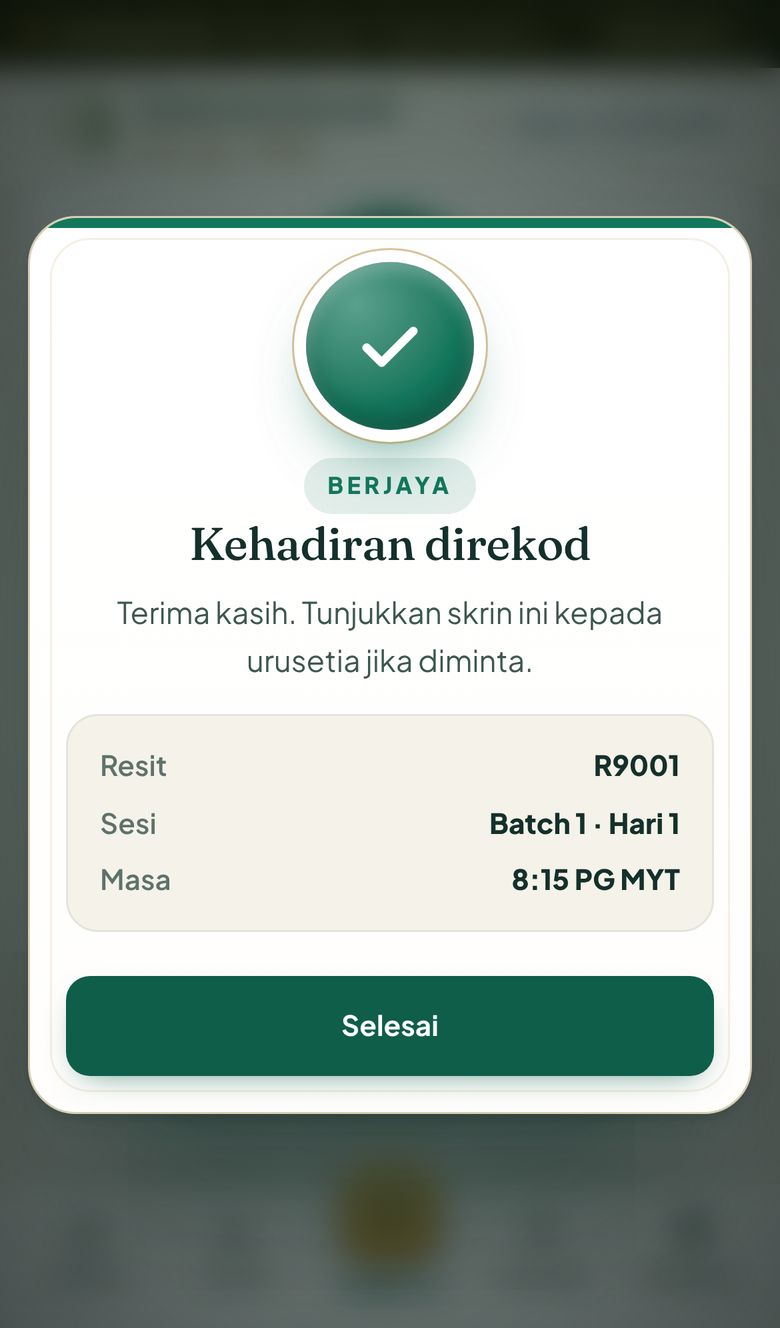 BERJAYA
Kehadiran direkod
Terima kasih. Tunjukkan skrin ini kepada
urusetia jika diminta.
Resit R9001
Sesi Batch 1 · Hari 1
Masa 8:15 PG MYT
Selesai